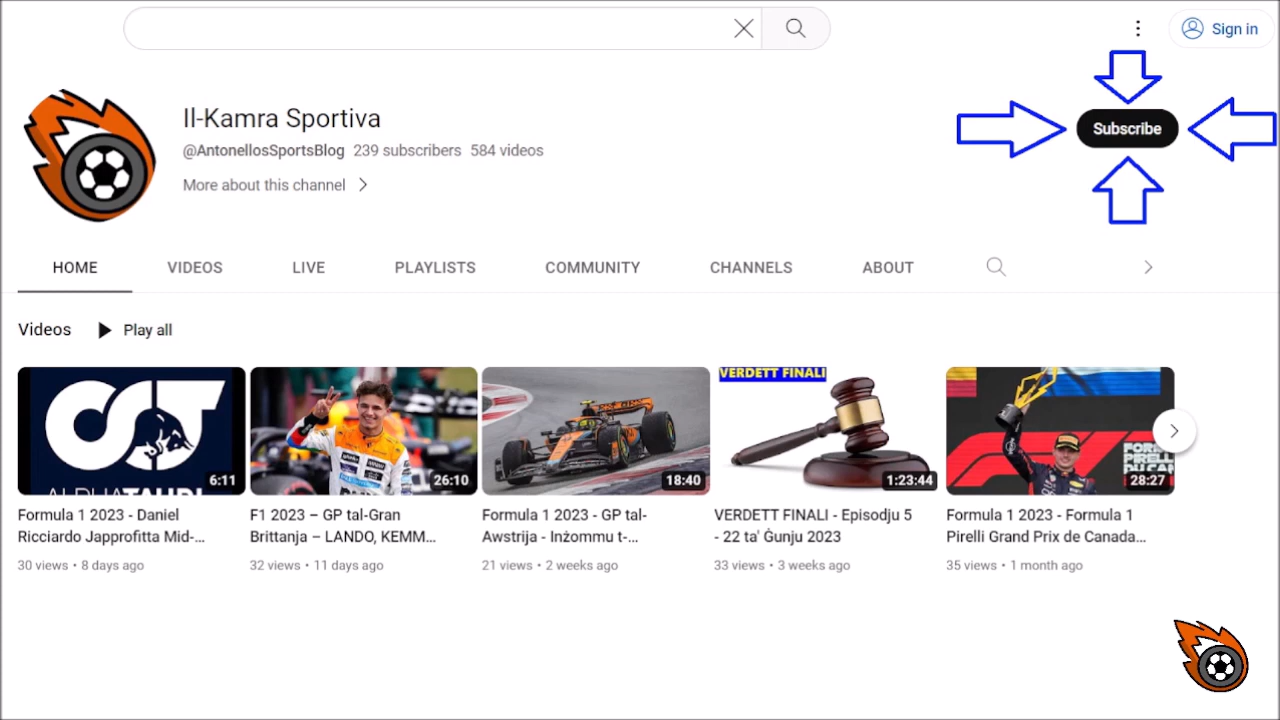 Sign in
Il-Kamra Sportiva
Subscribe
@AntonellosSportsBlog 239 subscribers 584 videos
More about this channel
HOME VIDEOS LIVE PLAYLISTS COMMUNITY CHANNELS ABOUT
Videos Play all
VERDETT FINALI
ALPHATAURI
6:11
26:10
18:40
1:23:44
28:27
Formula 1 2023 - Daniel
Ricciardo Japprofitta Mid-...
30 views • 8 days ago
F1 2023 – GP tal-Gran
Brittanja – LANDO, KEMM...
32 views • 11 days ago
Formula 1 2023 - GP tal-
Awstrija - Inżommu t-...
21 views • 2 weeks ago
VERDETT FINALI - Episodju 5
- 22 ta' Ġunju 2023
33 views • 3 weeks ago
Formula 1 2023 - Formula 1
Pirelli Grand Prix de Canada...
35 views • 1 month ago